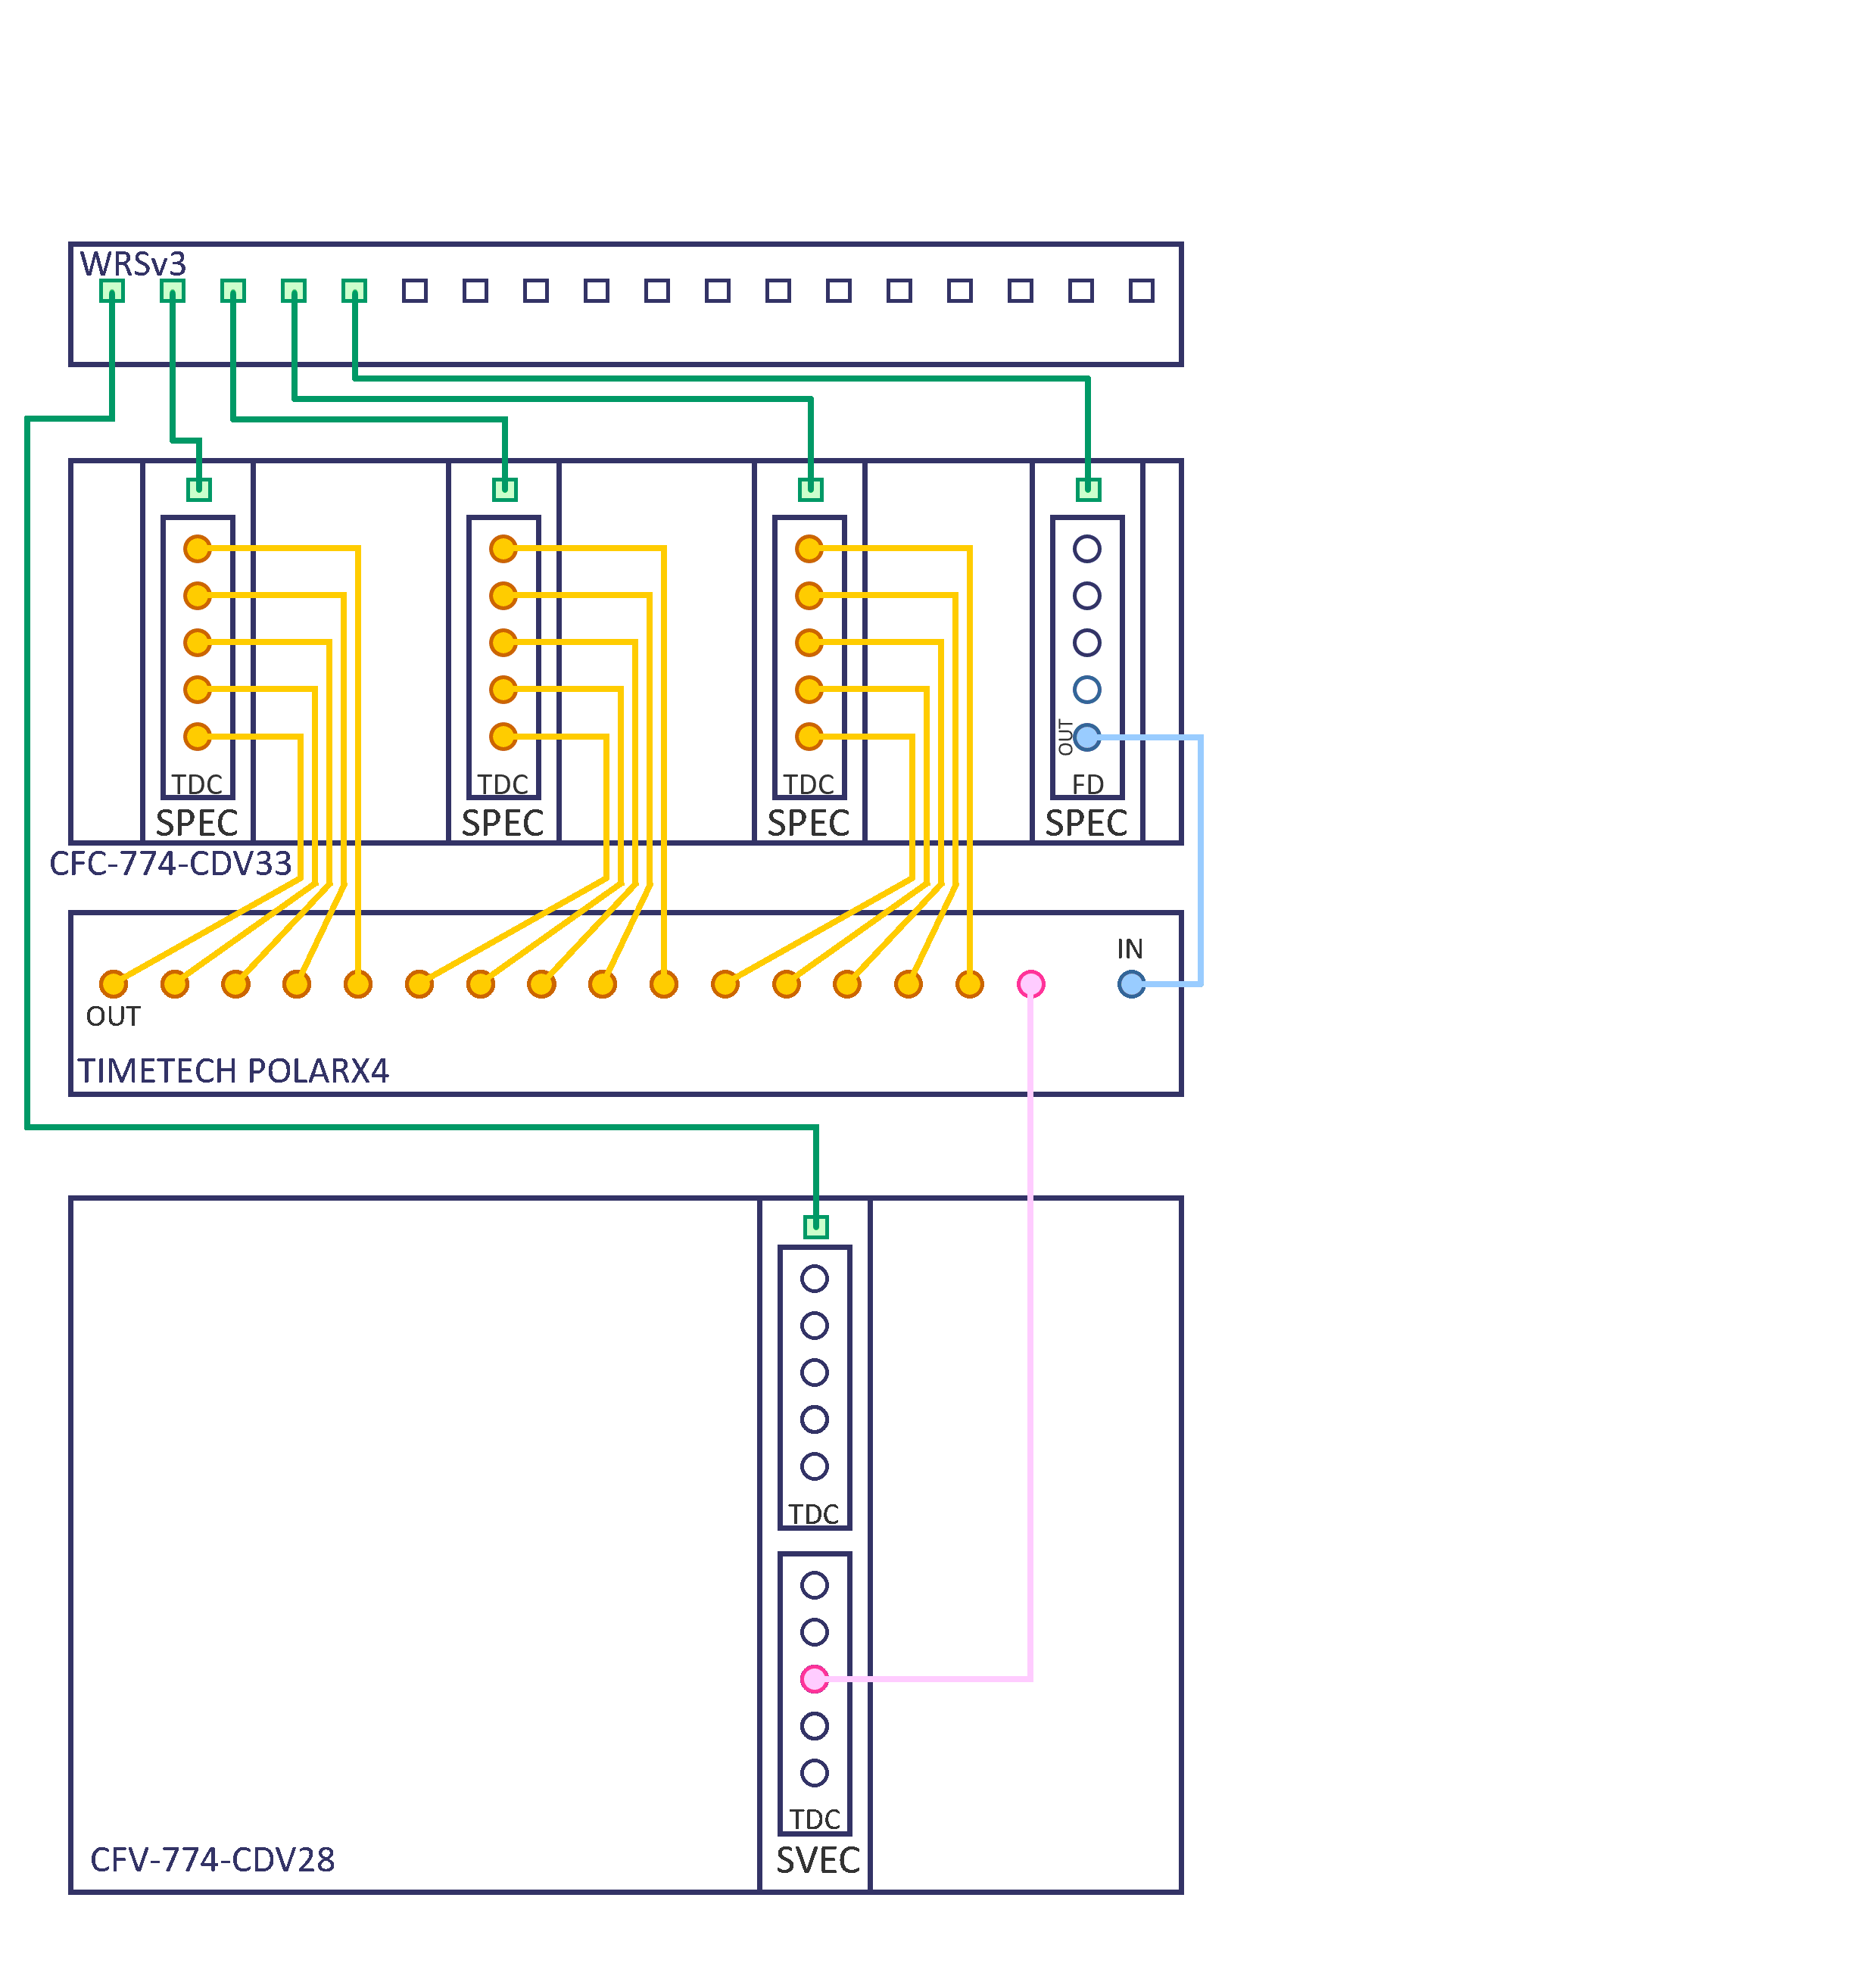 WRSv3
OUT
TDC
TDC
TDC
FD
SPEC
SPEC
SPEC
SPEC
CFC-774-CDV33
IN
OUT
TIMETECH POLARX4
TDC
TDC
SVEC
CFV-774-CDV28